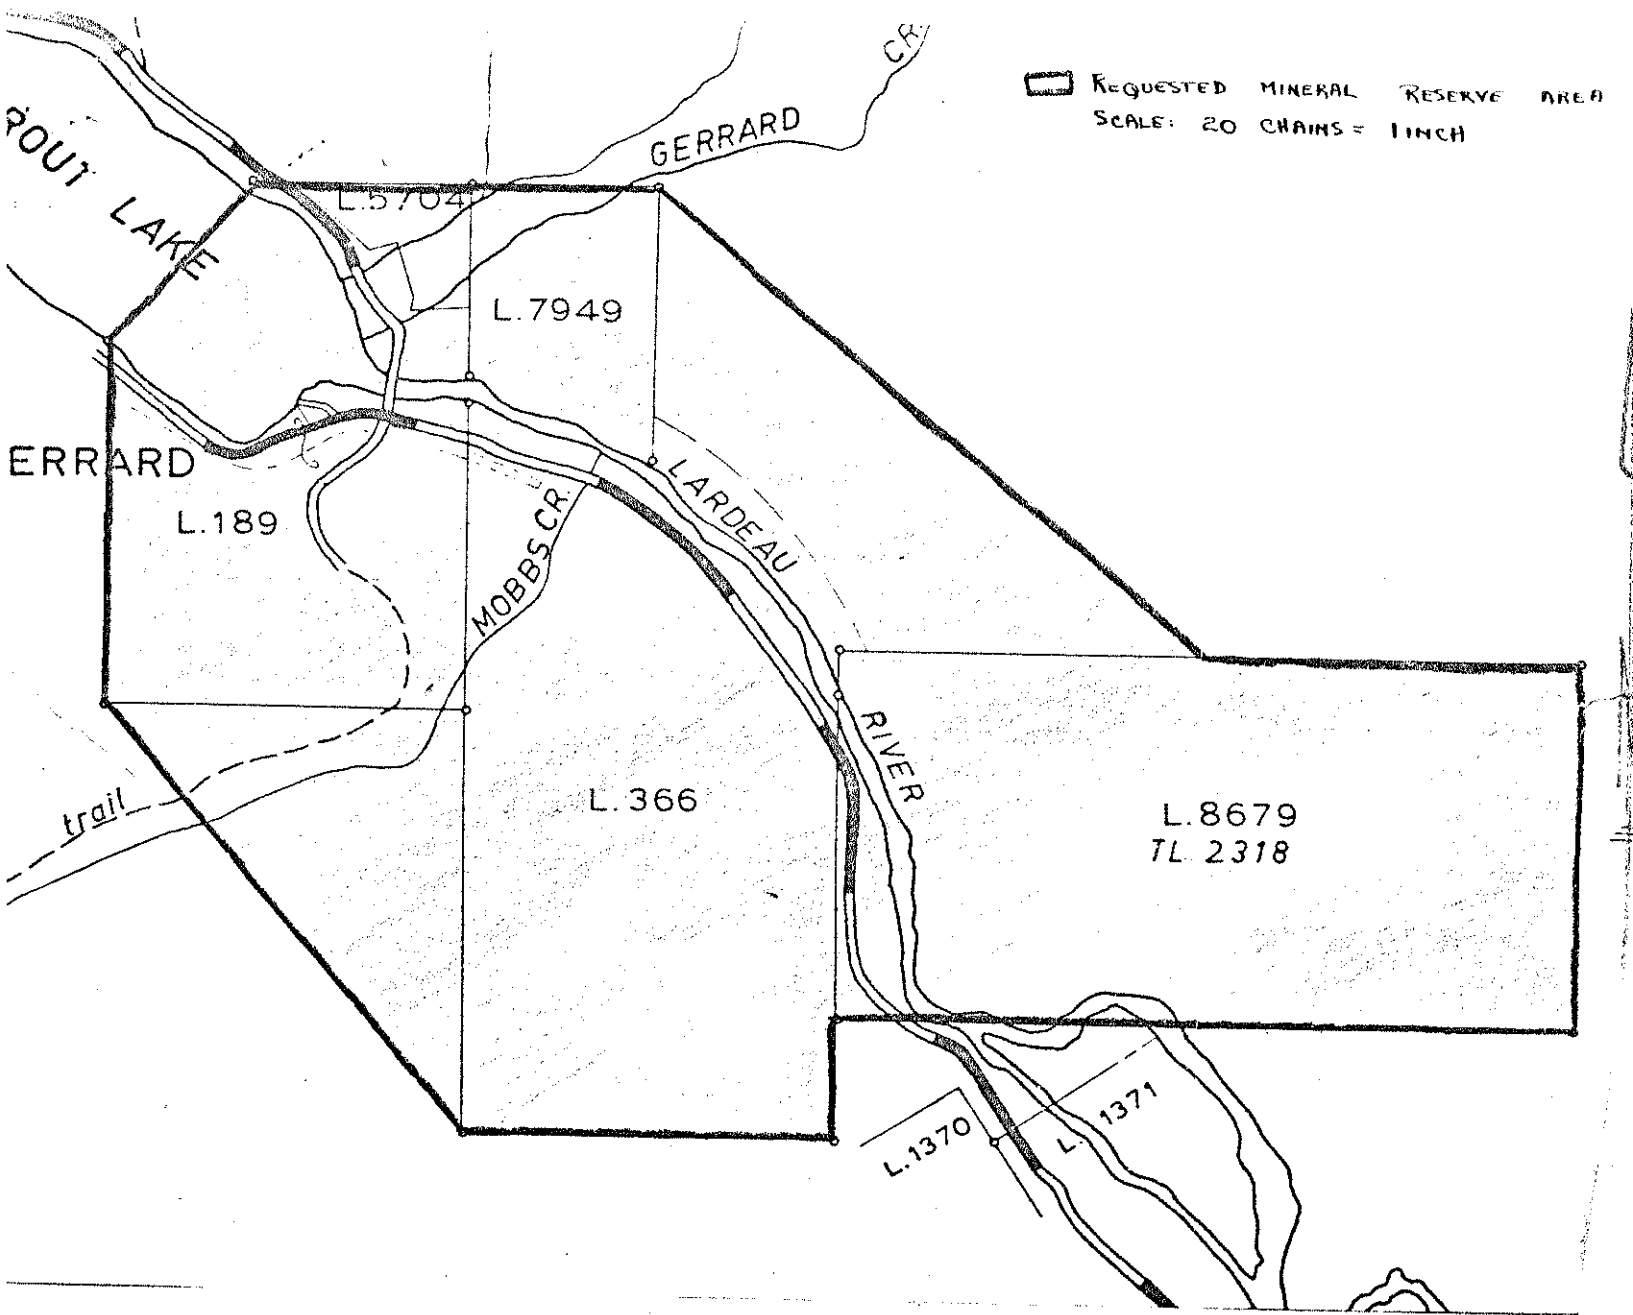 REQUESTED MINERAL RESERVE AREA
SCALE: 20 CHAINS = 1 INCH
CR.
GERRARD
ROUT LAKE
L.5704
L.7949
ERRARD
L.189
LARDEAU
MOBBS CR.
RIVER
trail
L.366
L.8679
TL. 2318
L.1370
L. 1371